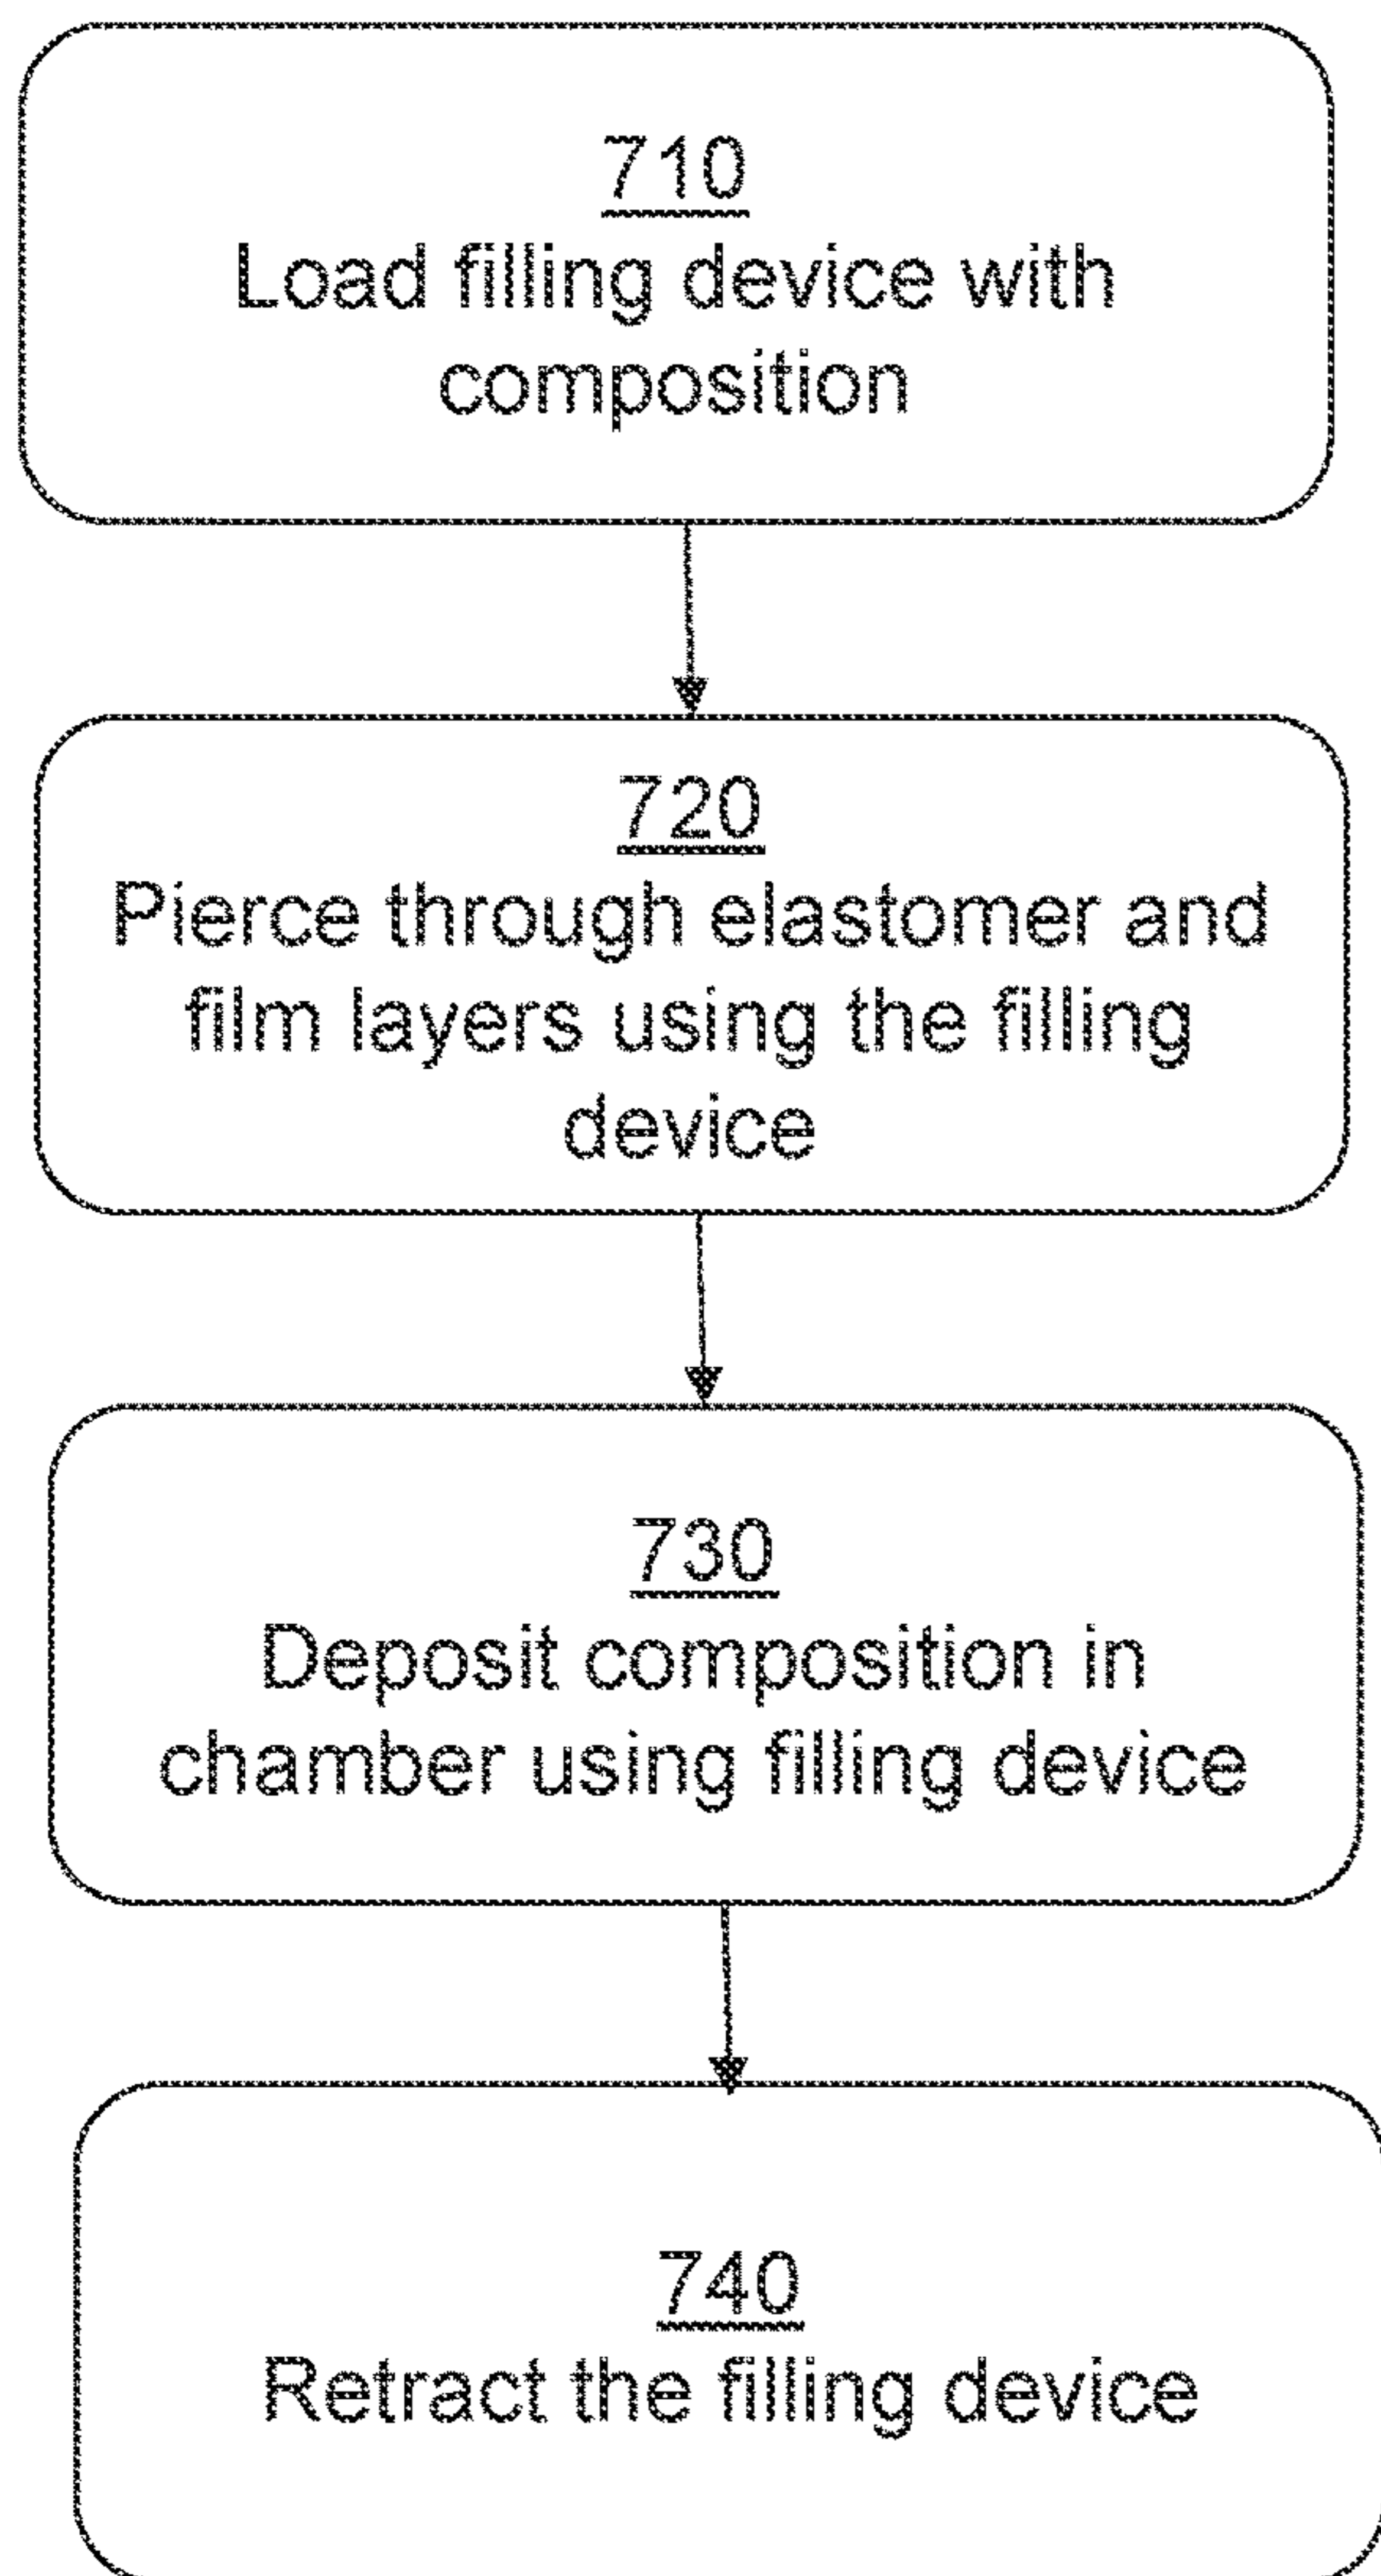 710
Load filling device with
composition
720
Pierce through elastomer and
film layers using the filling
device
730
Deposit composition in
chamber using filling device
740
Retract the filling device